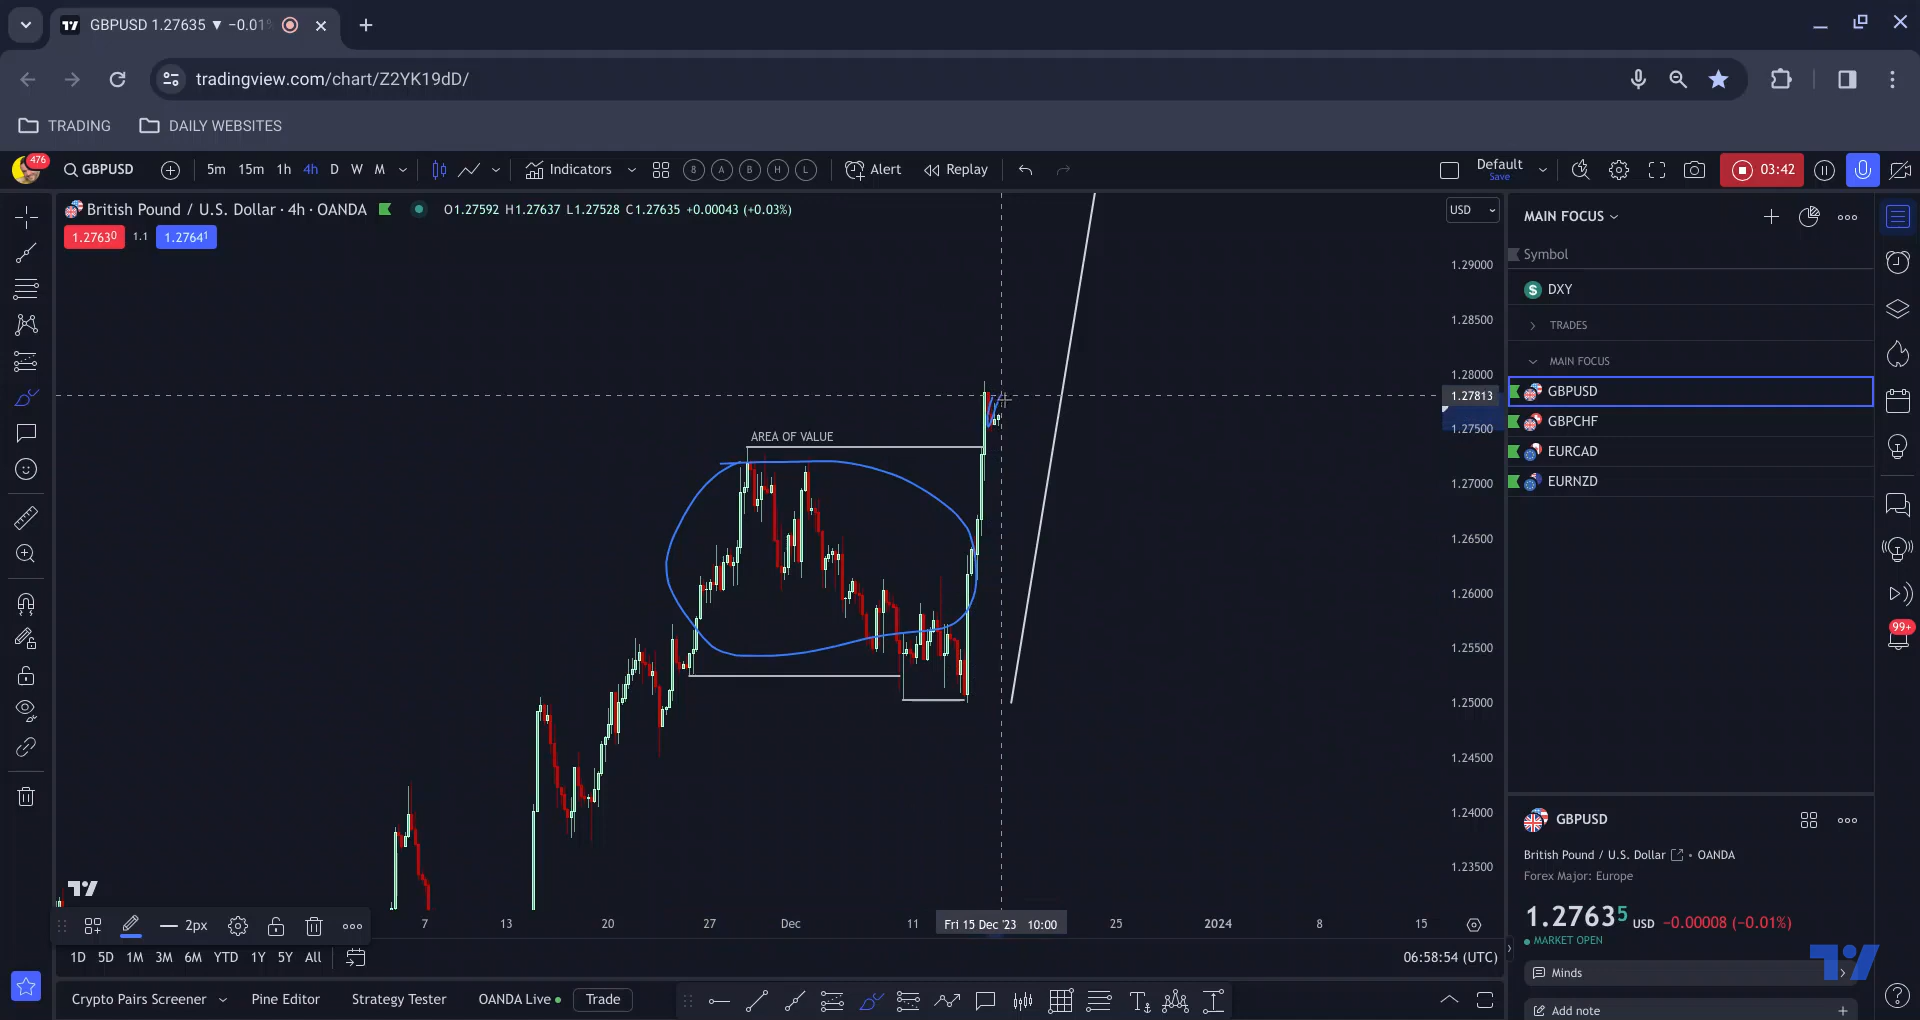 GBPUSD 1.27635 ▼ −0.01%
tradingview.com/chart/Z2YK19dD/
TRADING DAILY WEBSITES
476 GBPUSD 5m 15m 1h 4h D W M Indicators 8 A B H L Alert Replay Default Save 03:42
British Pound / U.S. Dollar · 4h · OANDA O1.27592 H1.27637 L1.27528 C1.27635 +0.00043 (+0.03%)
1.27630 1.1 1.27641
USD
1.29000
1.28500
1.28000
1.27813
1.27500
1.27000
1.26500
1.26000
1.25500
1.25000
1.24500
1.24000
1.23500
AREA OF VALUE
7 13 20 27 Dec 11 Fri 15 Dec '23 10:00 25 2024 8 15
2px
1D 5D 1M 3M 6M YTD 1Y 5Y All 06:58:54 (UTC)
Crypto Pairs Screener Pine Editor Strategy Tester OANDA Live Trade
MAIN FOCUS
Symbol
DXY
TRADES
MAIN FOCUS
GBPUSD
GBPCHF
EURCAD
EURNZD
99+
GBPUSD
British Pound / U.S. Dollar • OANDA
Forex Major: Europe
1.27635 USD −0.00008 (−0.01%)
MARKET OPEN
Minds
Add note